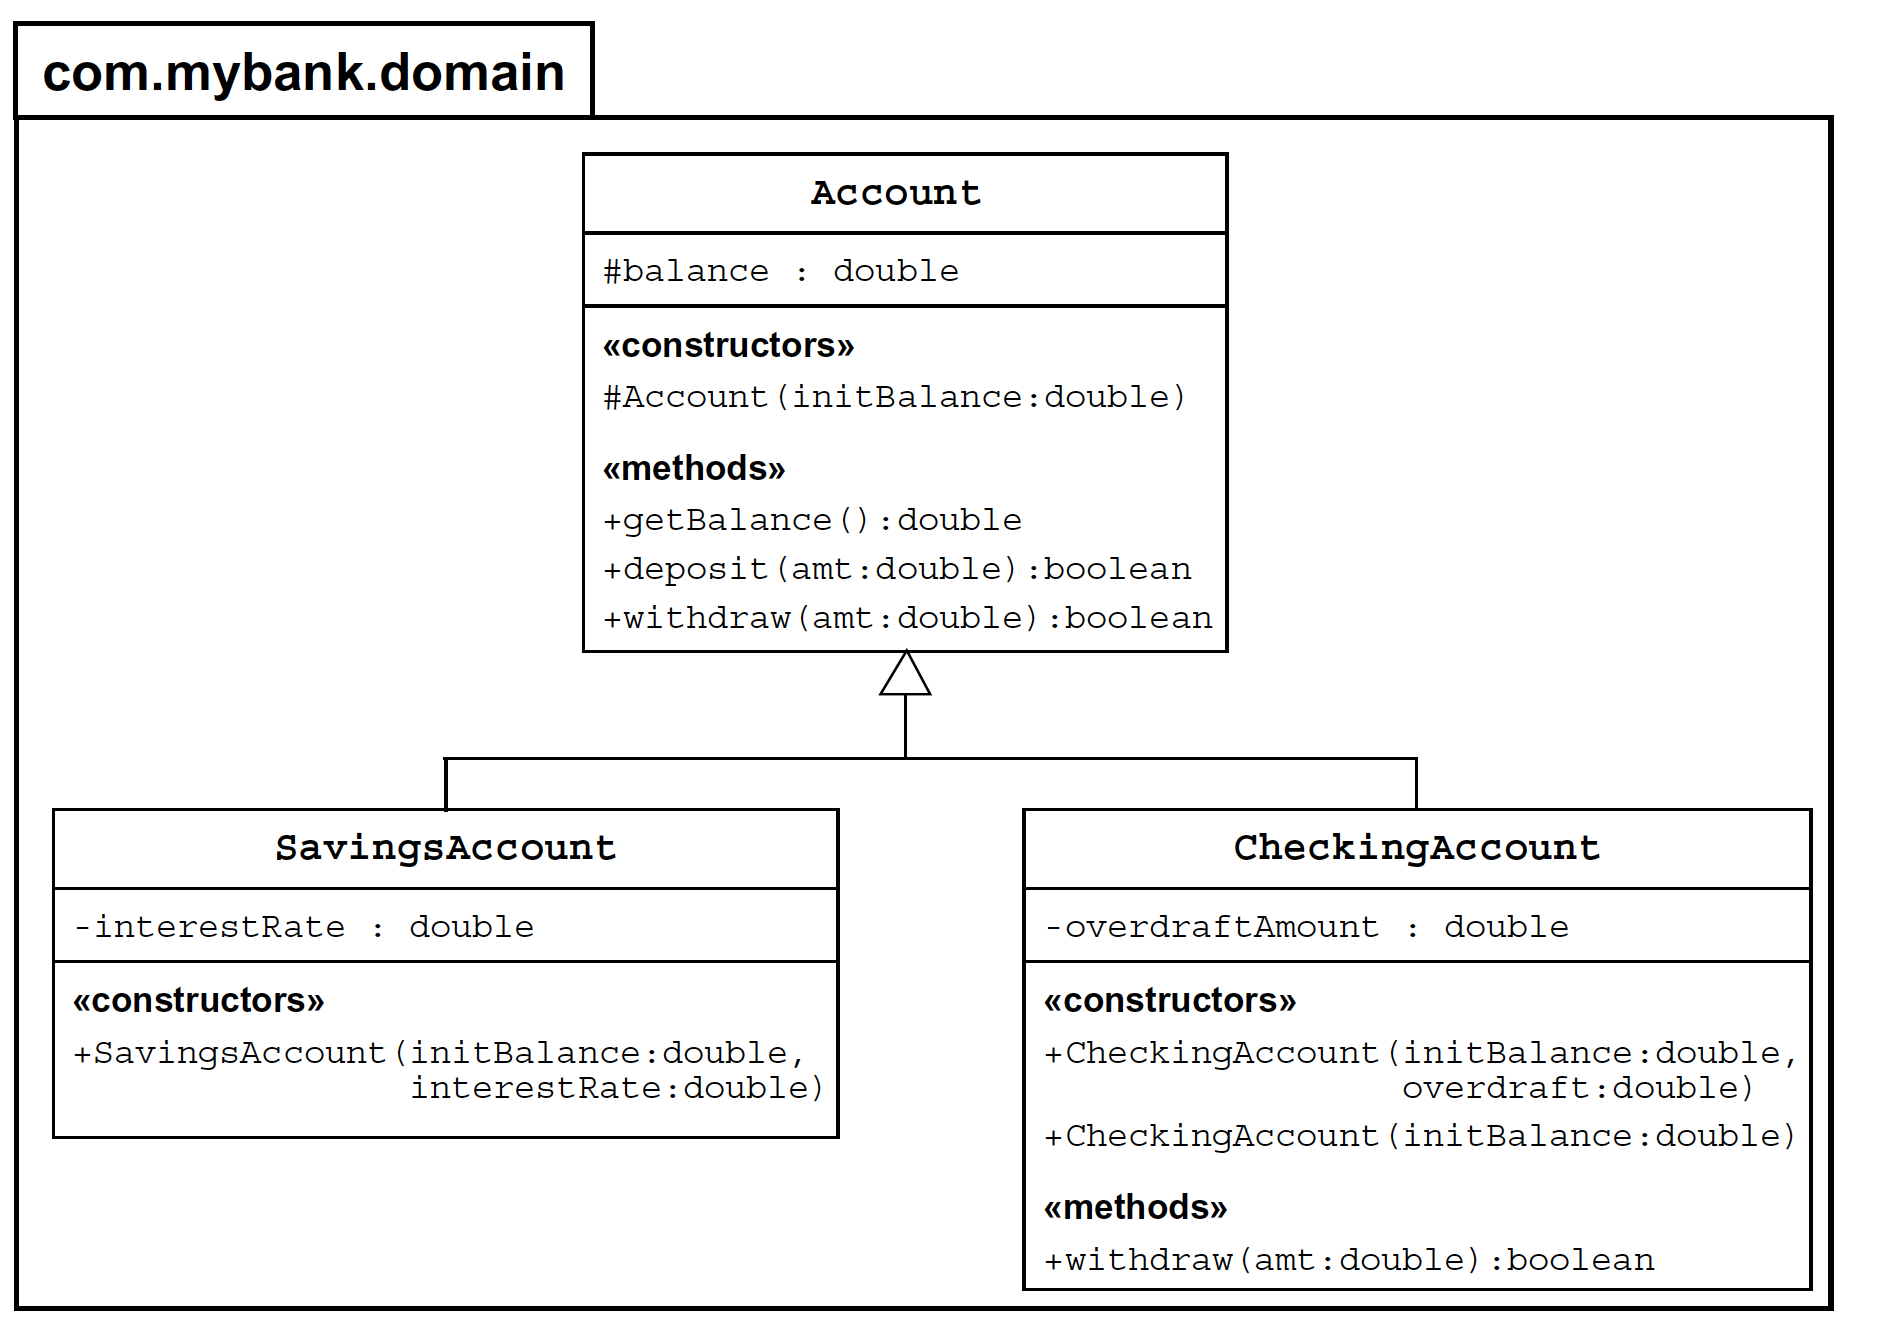 com.mybank.domain
Account
#balance : double
«constructors»
#Account(initBalance:double)
«methods»
+getBalance():double
+deposit(amt:double):boolean
+withdraw(amt:double):boolean
SavingsAccount
-interestRate : double
«constructors»
+SavingsAccount(initBalance:double,
interestRate:double)
CheckingAccount
-overdraftAmount : double
«constructors»
+CheckingAccount(initBalance:double,
overdraft:double)
+CheckingAccount(initBalance:double)
«methods»
+withdraw(amt:double):boolean